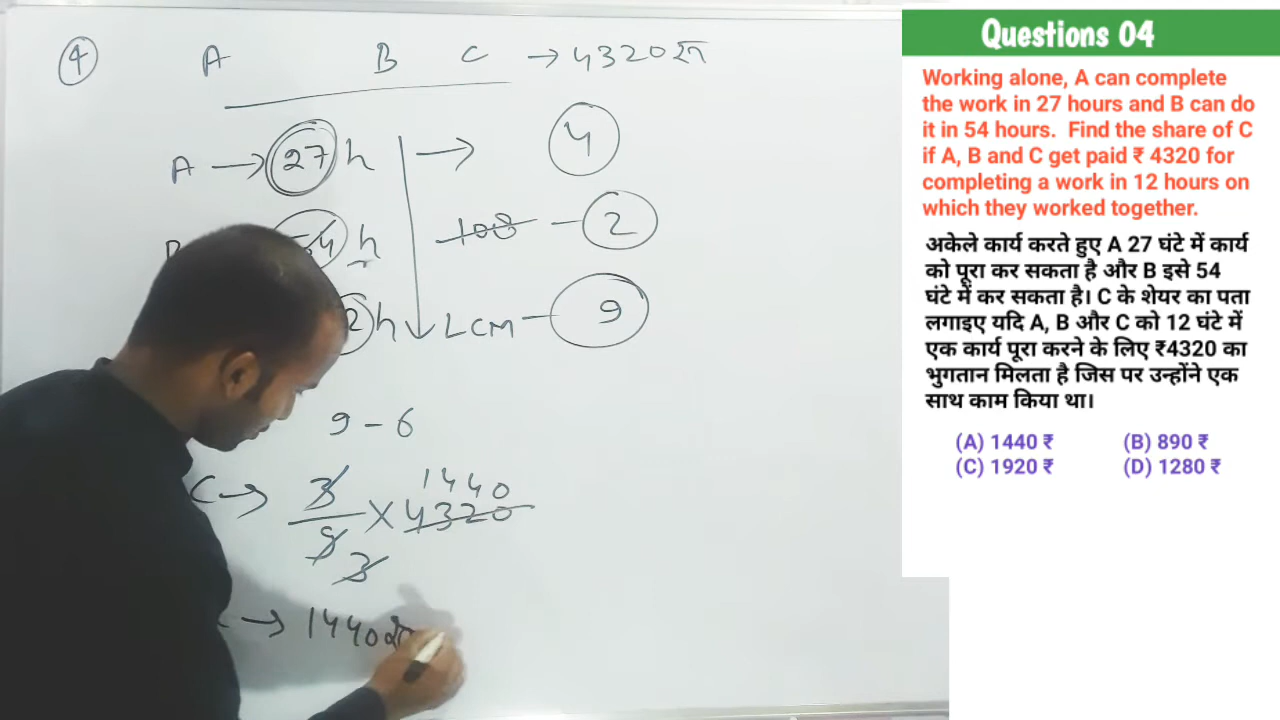 4 A B C → 4320रु
A → 27 h → 4
h 108 - 2
h LCM - 9
9 - 6
C → 3/9 × 4320 1440
3
→ 1440रु
Questions 04
Working alone, A can complete
the work in 27 hours and B can do
it in 54 hours. Find the share of C
if A, B and C get paid ₹ 4320 for
completing a work in 12 hours on
which they worked together.
अकेले कार्य करते हुए A 27 घंटे में कार्य
को पूरा कर सकता है और B इसे 54
घंटे में कर सकता है। C के शेयर का पता
लगाइए यदि A, B और C को 12 घंटे में
एक कार्य पूरा करने के लिए ₹4320 का
भुगतान मिलता है जिस पर उन्होंने एक
साथ काम किया था।
(A) 1440 ₹ (B) 890 ₹
(C) 1920 ₹ (D) 1280 ₹